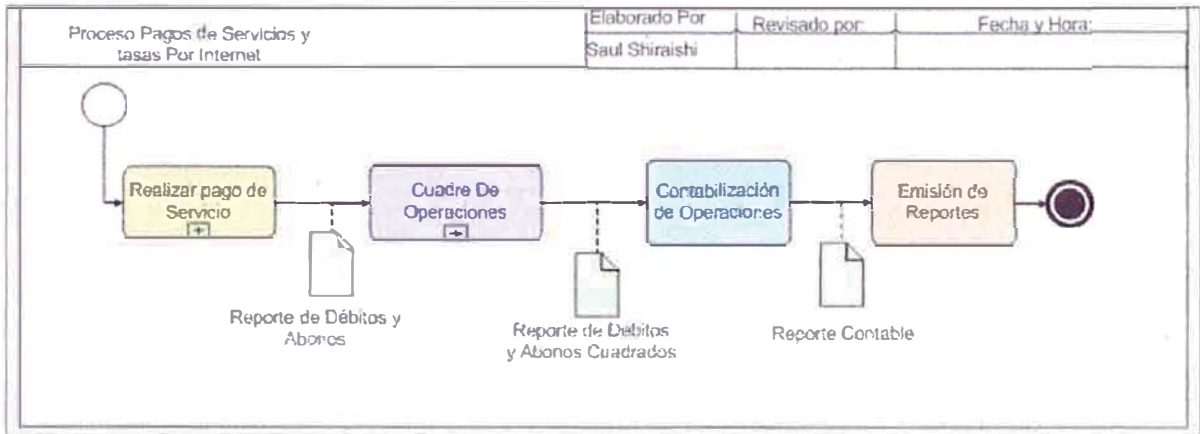 Proceso Pagos de Servicios y
tasas Por Internet
Elaborado Por
Saul Shiraishi
Revisado por:
Fecha y Hora:
Realizar pago de
Servicio
Cuadre De
Operaciones
Contabilización
de Operaciones
Emisión de
Reportes
Reporte de Débitos y
Abonos
Reporte de Debitos
y Abonos Cuadrados
Reporte Contable